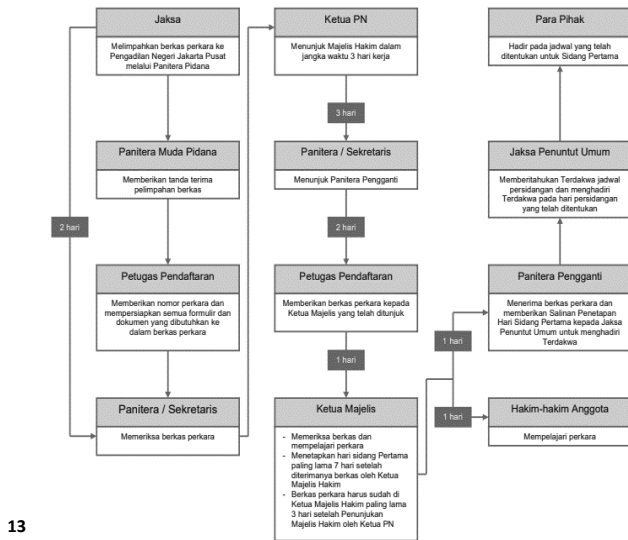 Jaksa
Melimpahkan berkas perkara ke
Pengadilan Negeri Jakarta Pusat
melalui Panitera Pidana
Panitera Muda Pidana
Memberikan tanda terima
pelimpahan berkas
2 hari
Petugas Pendaftaran
Memberikan nomor perkara dan
mempersiapkan semua formulir dan
dokumen yang dibutuhkan ke
dalam berkas perkara
Panitera / Sekretaris
Memeriksa berkas perkara
Ketua PN
Menunjuk Majelis Hakim dalam
jangka waktu 3 hari kerja
3 hari
Panitera / Sekretaris
Menunjuk Panitera Pengganti
2 hari
Petugas Pendaftaran
Memberikan berkas perkara kepada
Ketua Majelis yang telah ditunjuk
1 hari
Ketua Majelis
- Memeriksa berkas dan
mempelajari perkara
- Menetapkan hari sidang Pertama
paling lama 7 hari setelah
diterimanya berkas oleh Ketua
Majelis Hakim
- Berkas perkara harus sudah di
Ketua Majelis Hakim paling lama
3 hari setelah Penunjukan
Majelis Hakim oleh Ketua PN
Para Pihak
Hadir pada jadwal yang telah
ditentukan untuk Sidang Pertama
Jaksa Penuntut Umum
Memberitahukan Terdakwa jadwal
persidangan dan menghadiri
Terdakwa pada hari persidangan
yang telah ditentukan
Panitera Pengganti
Menerima berkas perkara dan
memberikan Salinan Penetapan
Hari Sidang Pertama kepada Jaksa
Penuntut Umum untuk menghadiri
Terdakwa
1 hari
1 hari
Hakim-hakim Anggota
Mempelajari perkara
13